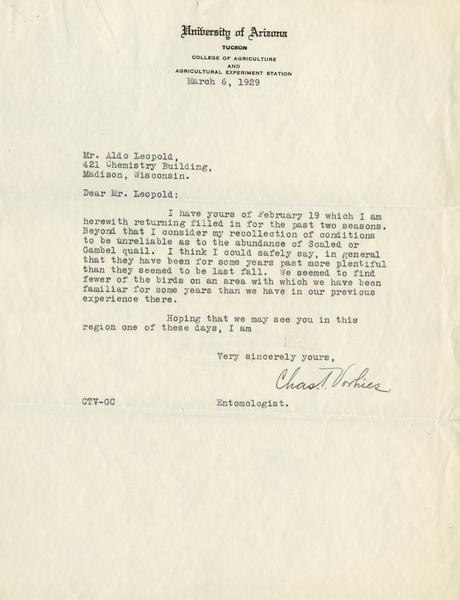 University of Arizona
TUCSON
COLLEGE OF AGRICULTURE
AND
AGRICULTURAL EXPERIMENT STATION
March 6, 1929
Mr. Aldo Leopold,
421 Chemistry Building,
Madison, Wisconsin.
Dear Mr. Leopold:
I have yours of February 19 which I am
herewith returning filled in for the past two seasons.
Beyond that I consider my recollection of conditions
to be unreliable as to the abundance of Scaled or
Gambel quail. I think I could safely say, in general
that they have been for some years past more plentiful
than they seemed to be last fall. We seemed to find
fewer of the birds on an area with which we have been
familiar for some years than we have in our previous
experience there.
Hoping that we may see you in this
region one of these days, I am
Very sincerely yours,
Chas. T. Vorhies
CTV-GC Entomologist.